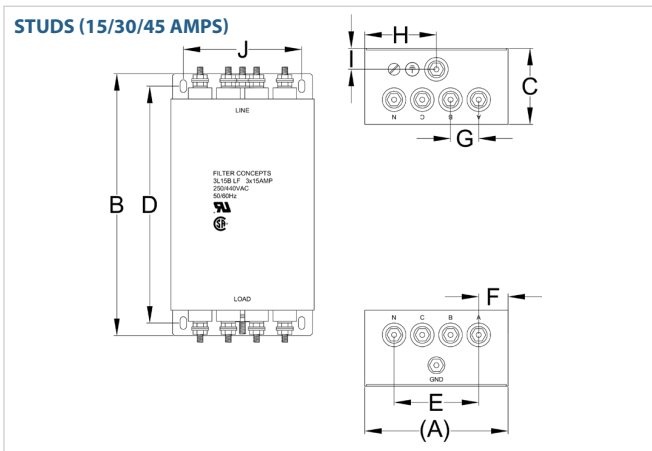 STUDS (15/30/45 AMPS)
J
LINE
B
D
FILTER CONCEPTS
3L15B LF 3x15AMP
250/440VAC
50/60Hz
LOAD
H
I
C
N C B A
G
F
N C B A
GND
E
(A)